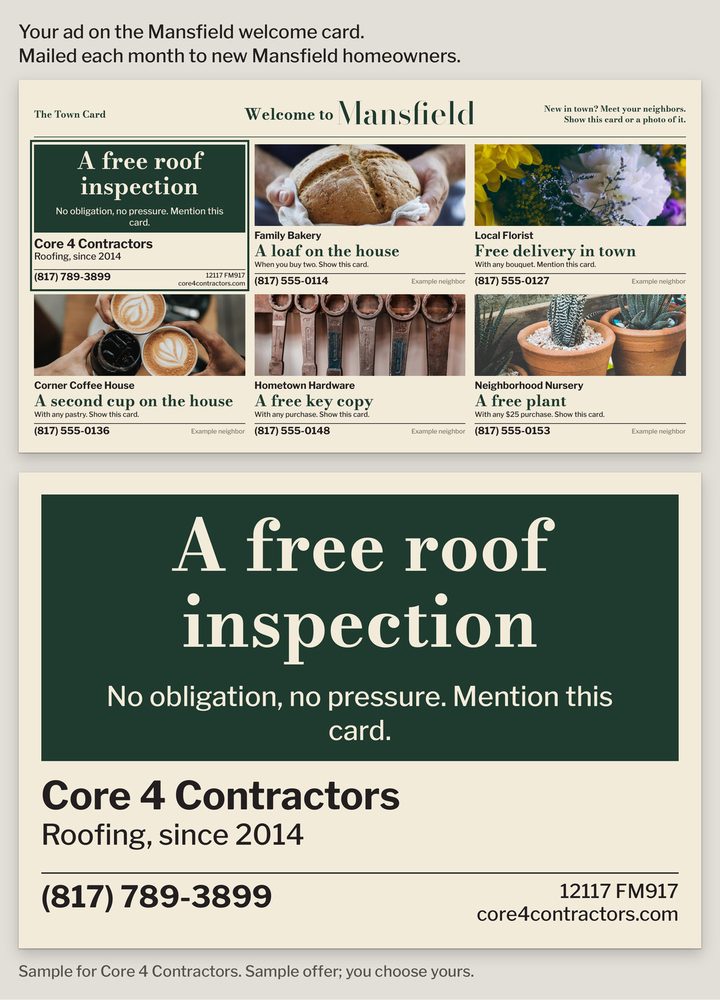 Your ad on the Mansfield welcome card.
Mailed each month to new Mansfield homeowners.
The Town Card
Welcome to Mansfield
New in town? Meet your neighbors.
Show this card or a photo of it.
A free roof
inspection
No obligation, no pressure. Mention this
card.
Core 4 Contractors
Roofing, since 2014
(817) 789-3899
12117 FM917
core4contractors.com
Family Bakery
A loaf on the house
When you buy two. Show this card.
(817) 555-0114
Example neighbor
Local Florist
Free delivery in town
With any bouquet. Mention this card.
(817) 555-0127
Example neighbor
Corner Coffee House
A second cup on the house
With any pastry. Show this card.
(817) 555-0136
Example neighbor
Hometown Hardware
A free key copy
With any purchase. Show this card.
(817) 555-0148
Example neighbor
Neighborhood Nursery
A free plant
With any $25 purchase. Show this card.
(817) 555-0153
Example neighbor
A free roof
inspection
No obligation, no pressure. Mention this
card.
Core 4 Contractors
Roofing, since 2014
(817) 789-3899
12117 FM917
core4contractors.com
Sample for Core 4 Contractors. Sample offer; you choose yours.